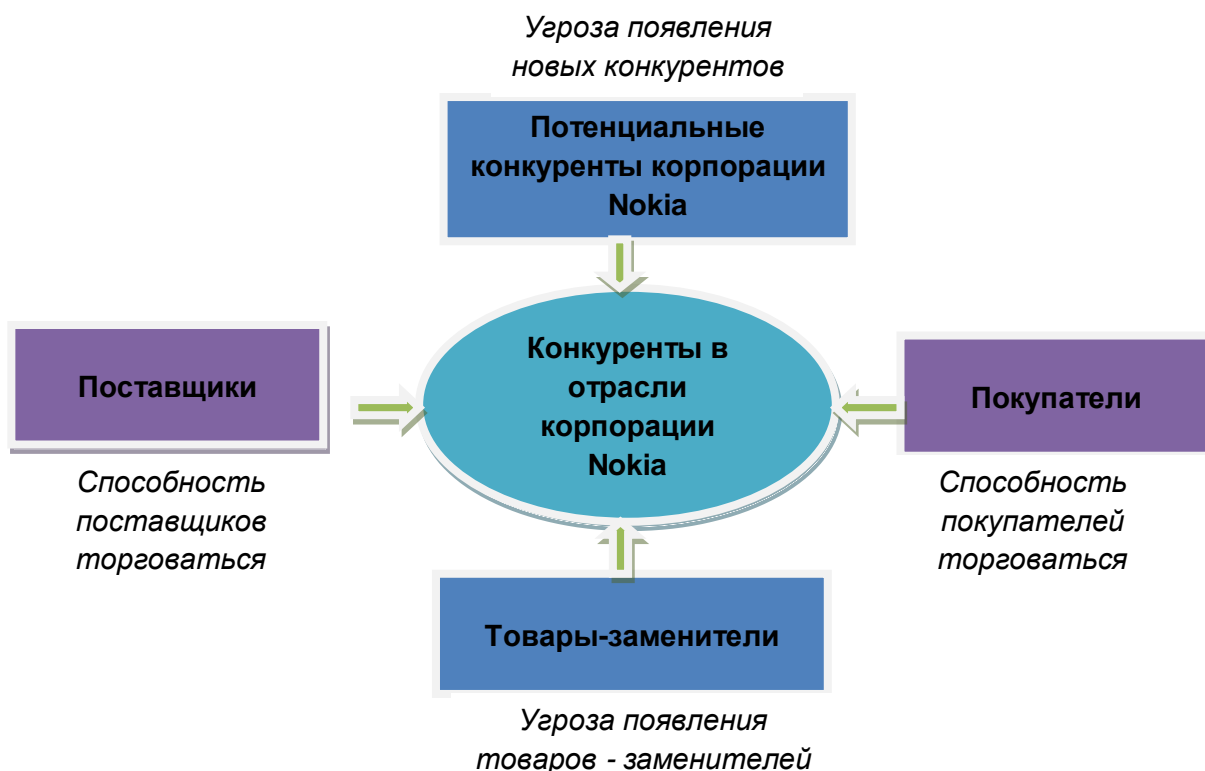 Угроза появления
новых конкурентов
Потенциальные
конкуренты корпорации
Nokia
Поставщики
Способность
поставщиков
торговаться
Конкуренты в
отрасли
корпорации
Nokia
Покупатели
Способность
покупателей
торговаться
Товары-заменители
Угроза появления
товаров - заменителей